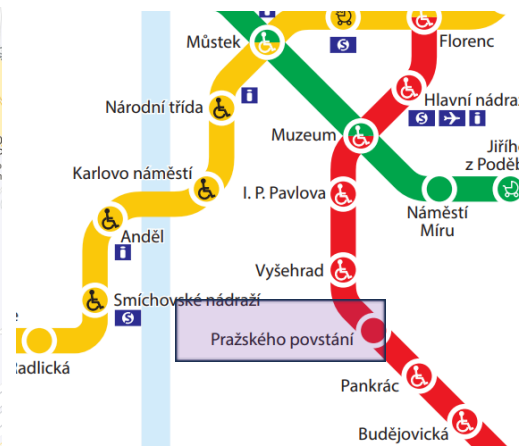 Můstek
Florenc
Národní třída
Hlavní nádraž
Muzeum
Jiřího
z Poděb
Karlovo náměstí
I. P. Pavlova
Náměstí
Míru
Anděl
Vyšehrad
Smíchovské nádraží
Pražského povstání
Radlická
Pankrác
Budějovická